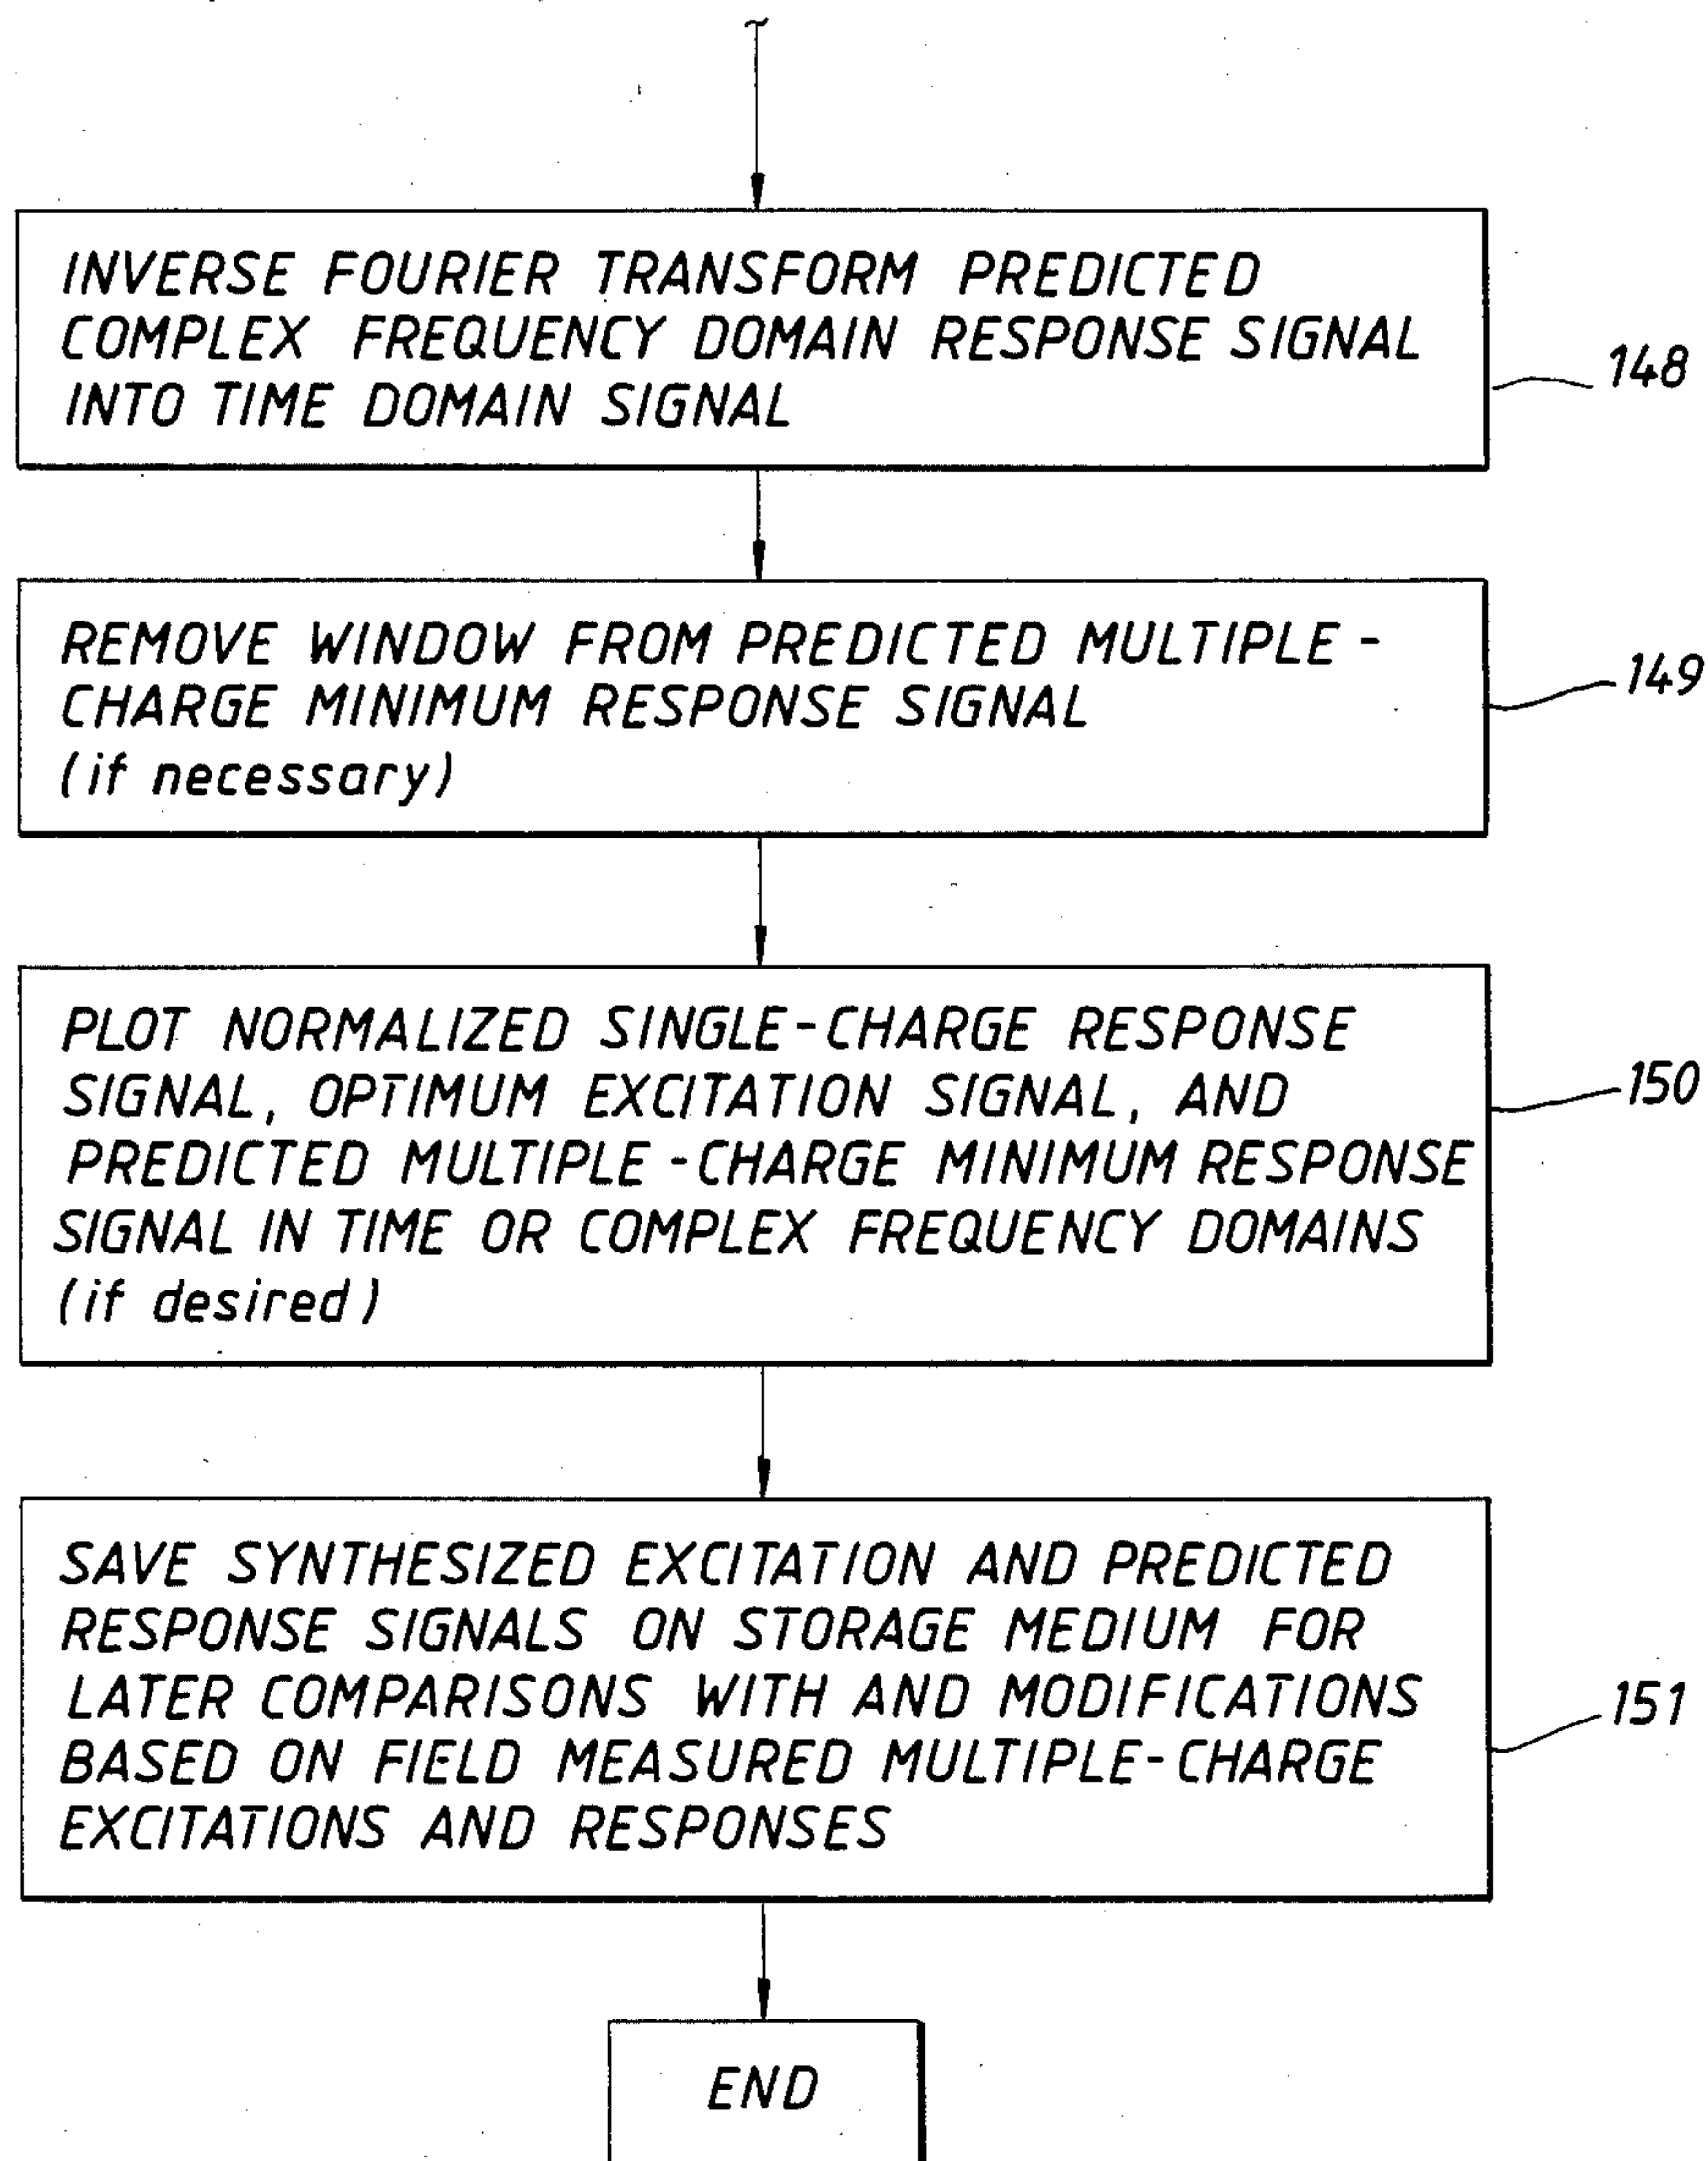 INVERSE FOURIER TRANSFORM PREDICTED
COMPLEX FREQUENCY DOMAIN RESPONSE SIGNAL
INTO TIME DOMAIN SIGNAL
148
REMOVE WINDOW FROM PREDICTED MULTIPLE-
CHARGE MINIMUM RESPONSE SIGNAL
(if necessary)
149
PLOT NORMALIZED SINGLE-CHARGE RESPONSE
SIGNAL, OPTIMUM EXCITATION SIGNAL, AND
PREDICTED MULTIPLE-CHARGE MINIMUM RESPONSE
SIGNAL IN TIME OR COMPLEX FREQUENCY DOMAINS
(if desired)
150
SAVE SYNTHESIZED EXCITATION AND PREDICTED
RESPONSE SIGNALS ON STORAGE MEDIUM FOR
LATER COMPARISONS WITH AND MODIFICATIONS
BASED ON FIELD MEASURED MULTIPLE-CHARGE
EXCITATIONS AND RESPONSES
151
END